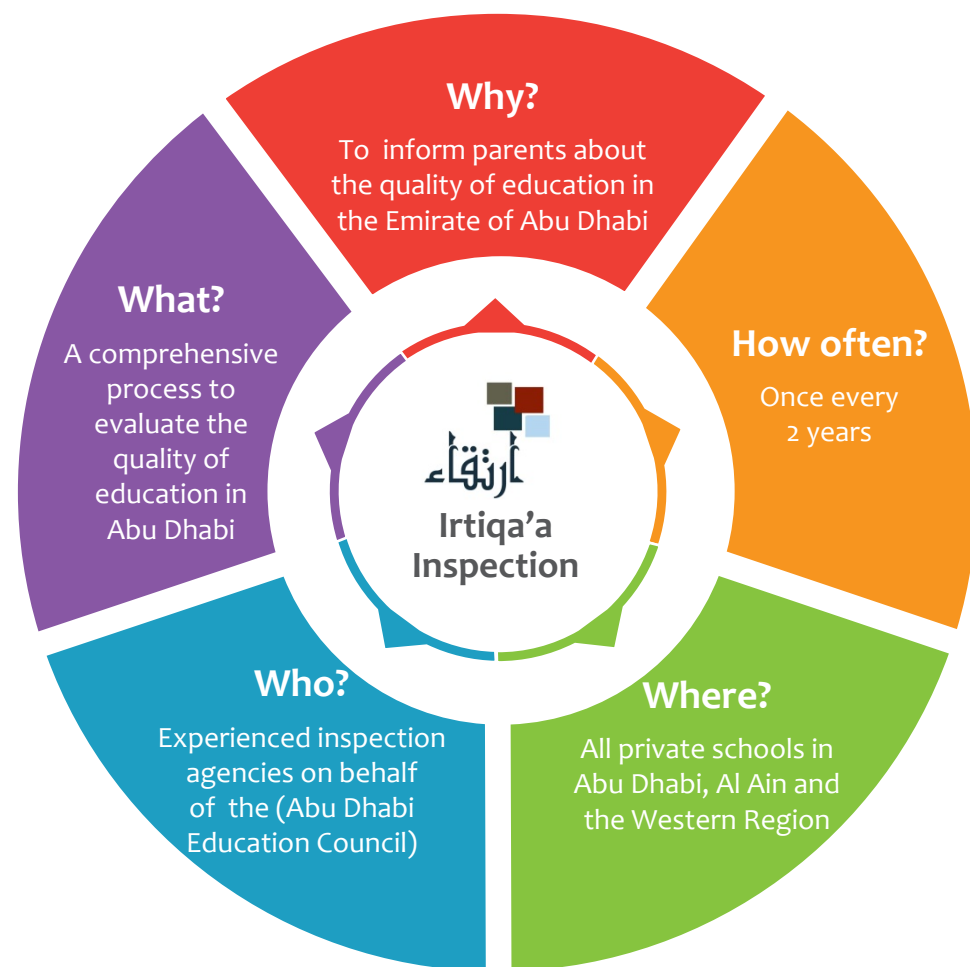 Why?
To inform parents about
the quality of education in
the Emirate of Abu Dhabi
How often?
Once every
2 years
Where?
All private schools in
Abu Dhabi, Al Ain and
the Western Region
Who?
Experienced inspection
agencies on behalf
of the (Abu Dhabi
Education Council)
What?
A comprehensive
process to
evaluate the
quality of
education in
Abu Dhabi
أرتقاء
Irtiqa’a
Inspection